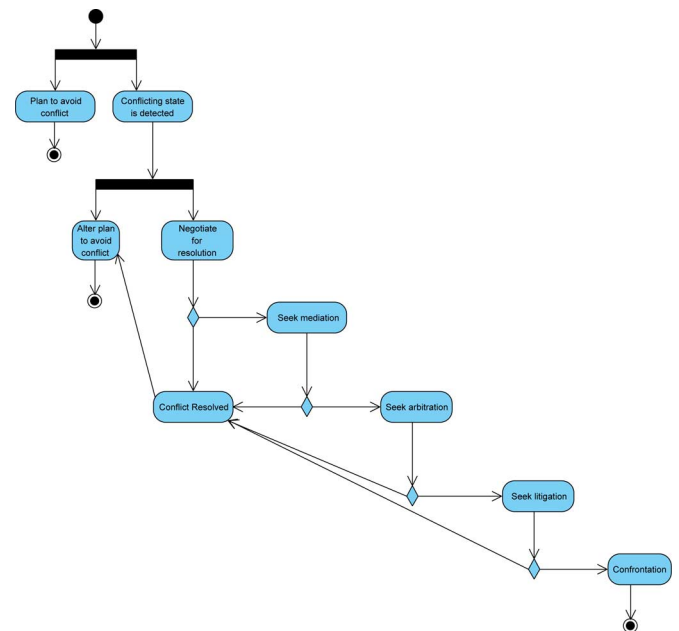 Plan to avoid
conflict
Conflicting state
is detected
Alter plan
to avoid
conflict
Negotiate
for
resolution
Seek mediation
Conflict Resolved
Seek arbitration
Seek litigation
Confrontation